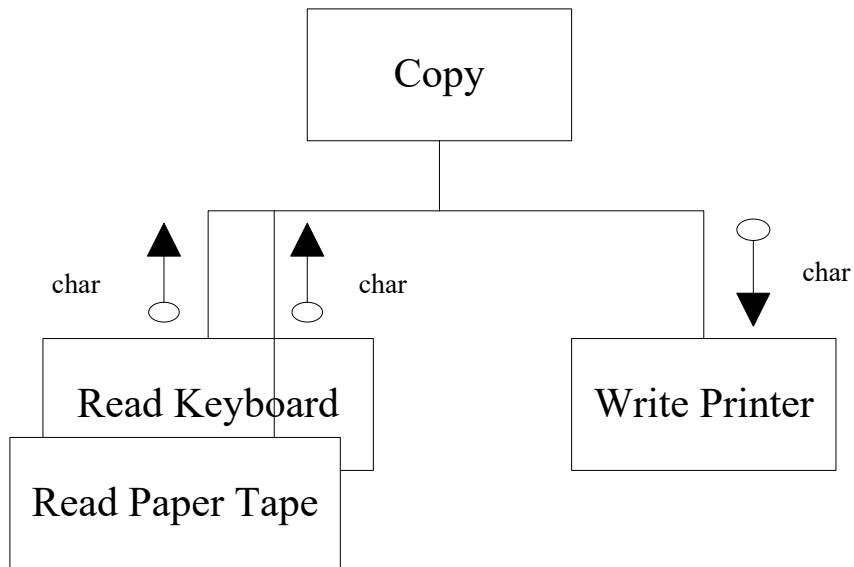 Copy
char
char
char
Read Keyboard
Write Printer
Read Paper Tape